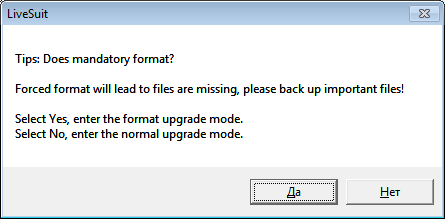 LiveSuit
Tips: Does mandatory format?
Forced format will lead to files are missing, please back up important files!
Select Yes, enter the format upgrade mode.
Select No, enter the normal upgrade mode.
Да
Нет